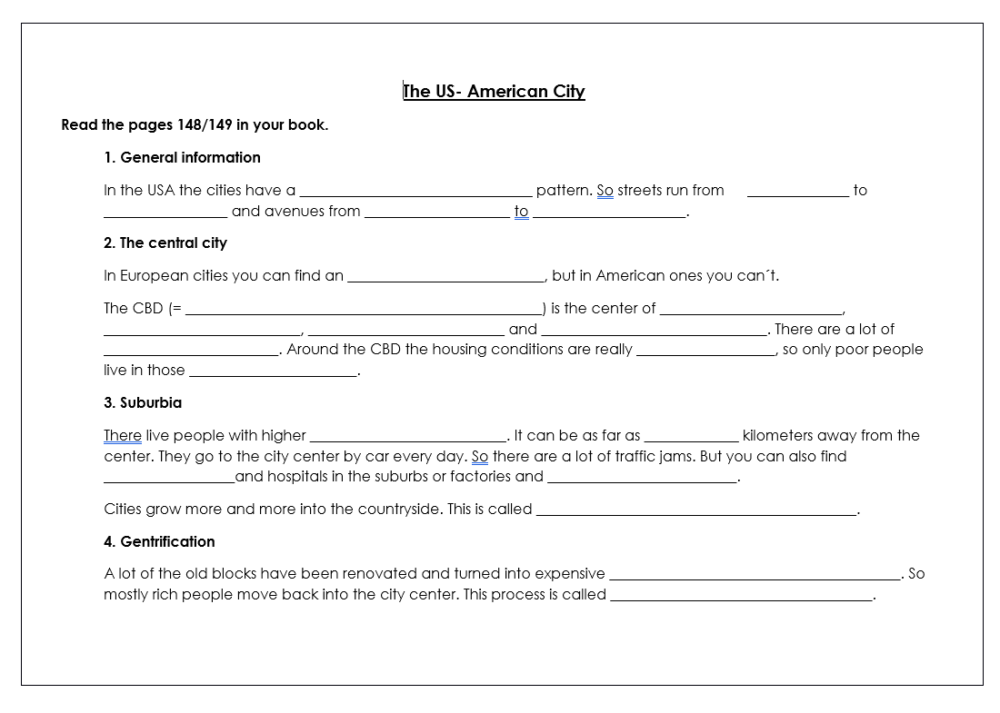 The US- American City
Read the pages 148/149 in your book.
1. General information
In the USA the cities have a ______________________________ pattern. So streets run from _____________ to
________________ and avenues from ___________________ to ____________________.
2. The central city
In European cities you can find an _________________________, but in American ones you can´t.
The CBD (= ______________________________________________) is the center of ________________________,
_________________________, _________________________ and _____________________________. There are a lot of
_______________________. Around the CBD the housing conditions are really __________________, so only poor people
live in those ______________________.
3. Suburbia
There live people with higher _________________________. It can be as far as ____________ kilometers away from the
center. They go to the city center by car every day. So there are a lot of traffic jams. But you can also find
_________________and hospitals in the suburbs or factories and ________________________.
Cities grow more and more into the countryside. This is called _________________________________________.
4. Gentrification
A lot of the old blocks have been renovated and turned into expensive ______________________________________. So
mostly rich people move back into the city center. This process is called __________________________________.